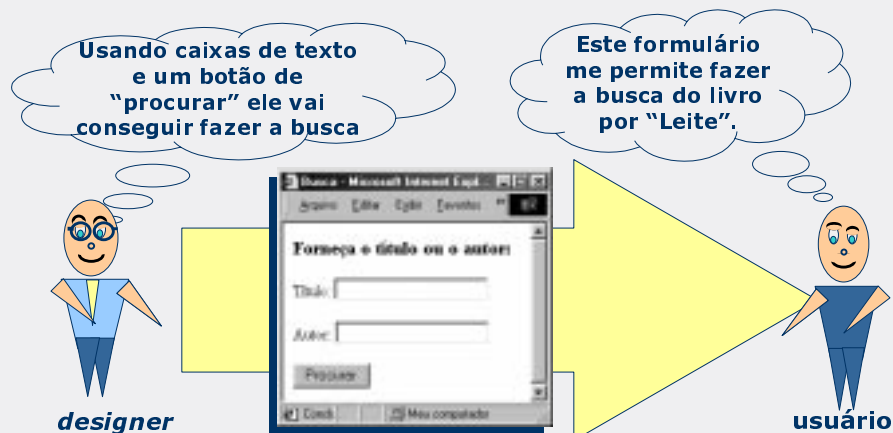 Usando caixas de texto
e um botão de
“procurar” ele vai
conseguir fazer a busca
Este formulário
me permite fazer
a busca do livro
por “Leite”.
Busca - Microsoft Internet Expl...
Arquivo Editar Exibir Favoritos »
Forneça o título ou o autor:
Título:
Autor:
Procurar
Meu computador
designer
usuário